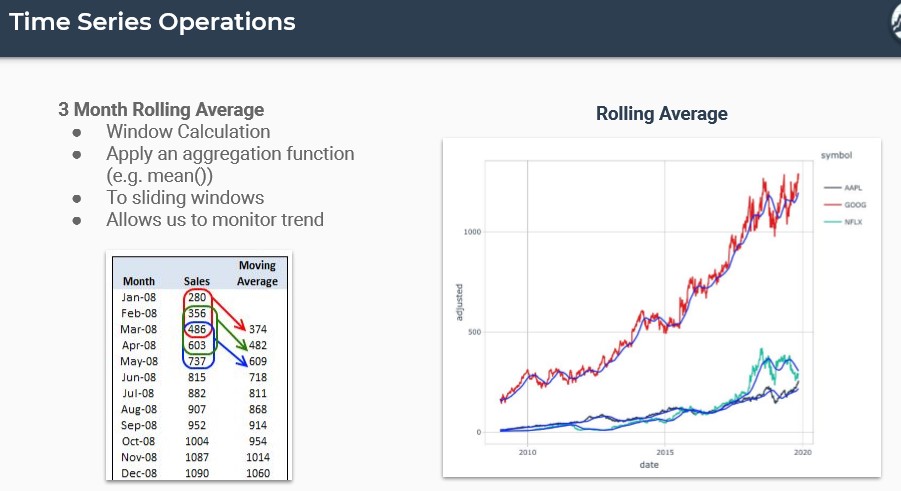 Time Series Operations
3 Month Rolling Average
● Window Calculation
● Apply an aggregation function
(e.g. mean())
● To sliding windows
● Allows us to monitor trend
Moving
Month Sales Average
Jan-08 280
Feb-08 356
Mar-08 486 374
Apr-08 603 482
May-08 737 609
Jun-08 815 718
Jul-08 882 811
Aug-08 907 868
Sep-08 952 914
Oct-08 1004 954
Nov-08 1087 1014
Dec-08 1090 1060
Rolling Average
symbol
AAPL
GOOG
NFLX
adjusted
1000
500
0
2010 2015 2020
date